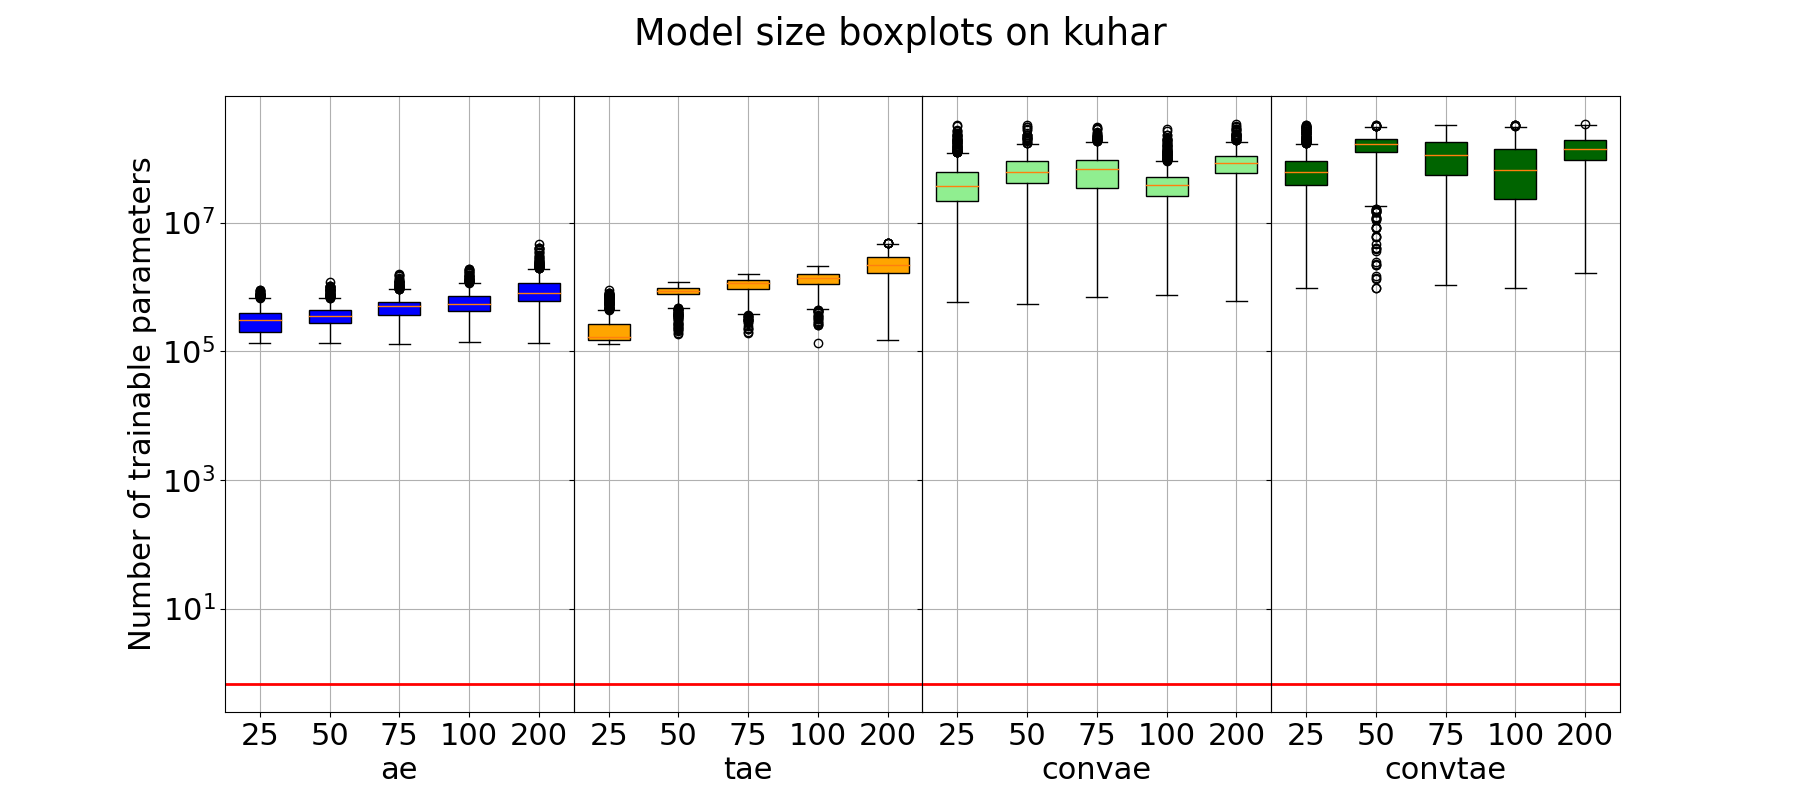 Model size boxplots on kuhar
Number of trainable parameters
10^7
10^5
10^3
10^1
25 50 75 100 200 25 50 75 100 200 25 50 75 100 200 25 50 75 100 200
ae tae convae convtae